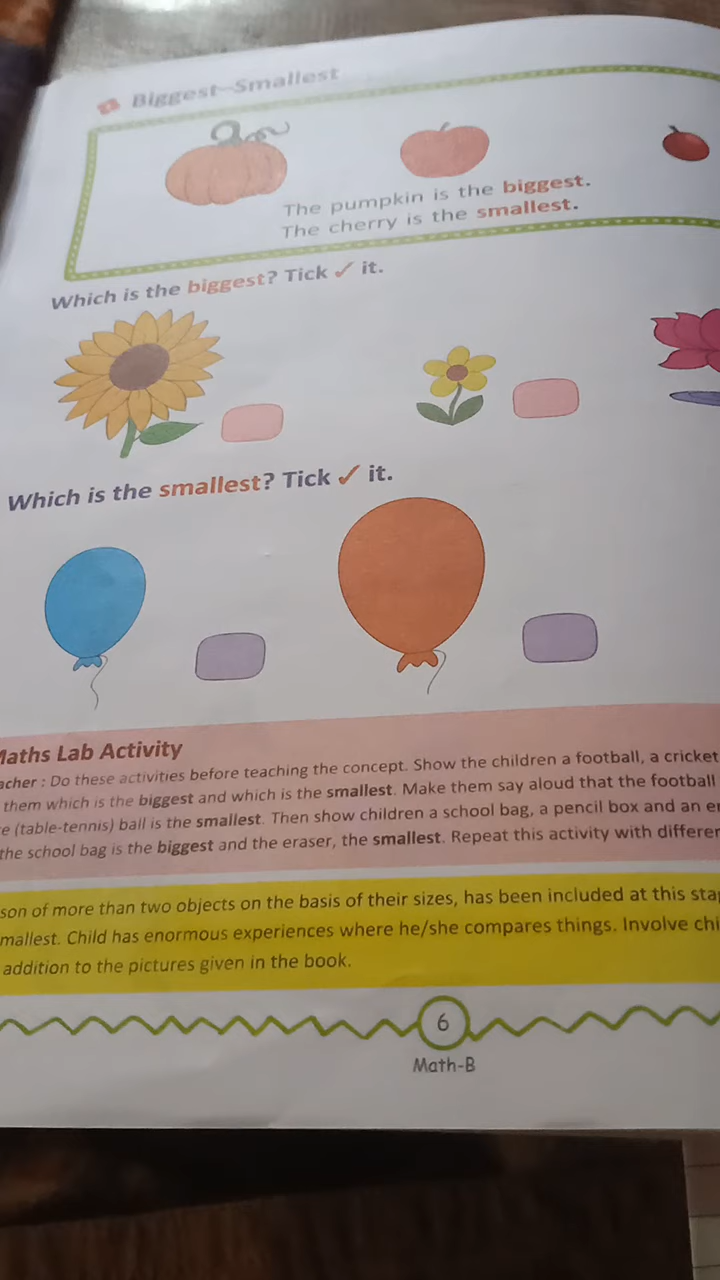 Biggest–Smallest
The pumpkin is the biggest.
The cherry is the smallest.
Which is the biggest? Tick ✓ it.
Which is the smallest? Tick ✓ it.
Maths Lab Activity
acher : Do these activities before teaching the concept. Show the children a football, a cricket
them which is the biggest and which is the smallest. Make them say aloud that the football
e (table-tennis) ball is the smallest. Then show children a school bag, a pencil box and an e
the school bag is the biggest and the eraser, the smallest. Repeat this activity with differen
son of more than two objects on the basis of their sizes, has been included at this sta
mallest. Child has enormous experiences where he/she compares things. Involve chi
addition to the pictures given in the book.
6
Math-B